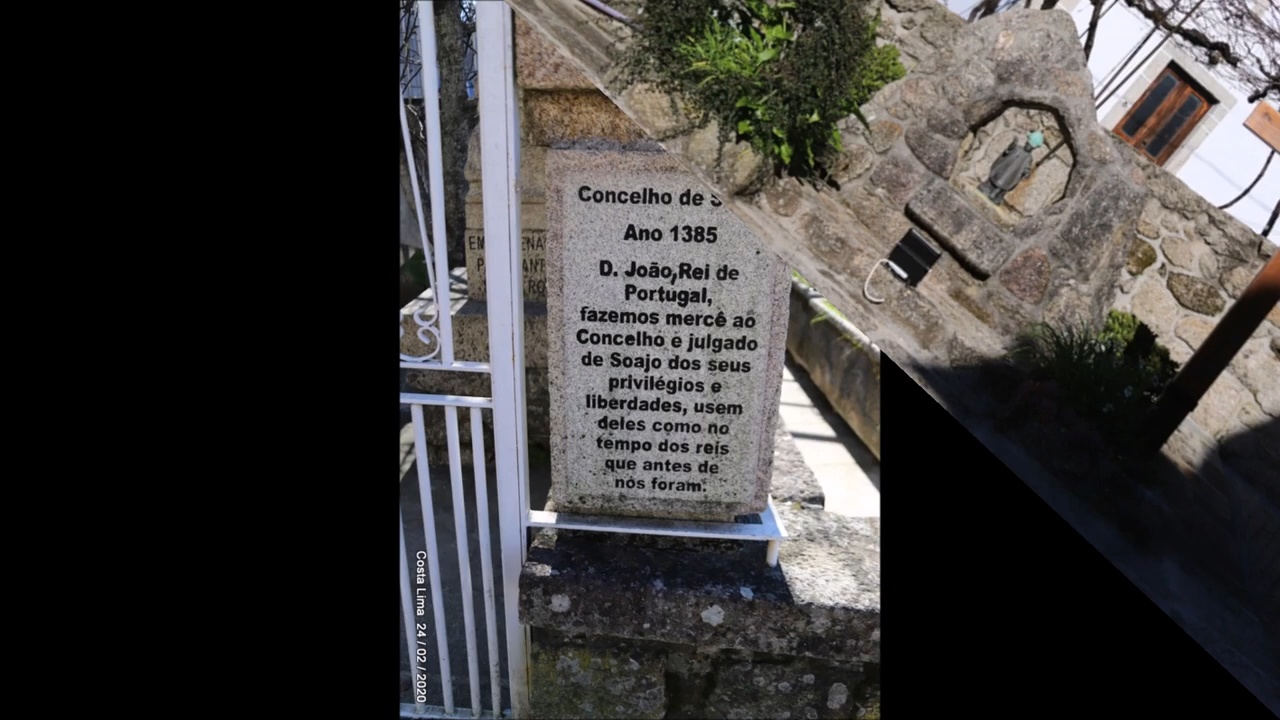 Concelho de S
Ano 1385
D. João,Rei de
Portugal,
fazemos mercê ao
Concelho e julgado
de Soajo dos seus
privilégios e
liberdades, usem
deles como no
tempo dos reis
que antes de
nós foram.
Costa Lima 24 / 02 / 2020